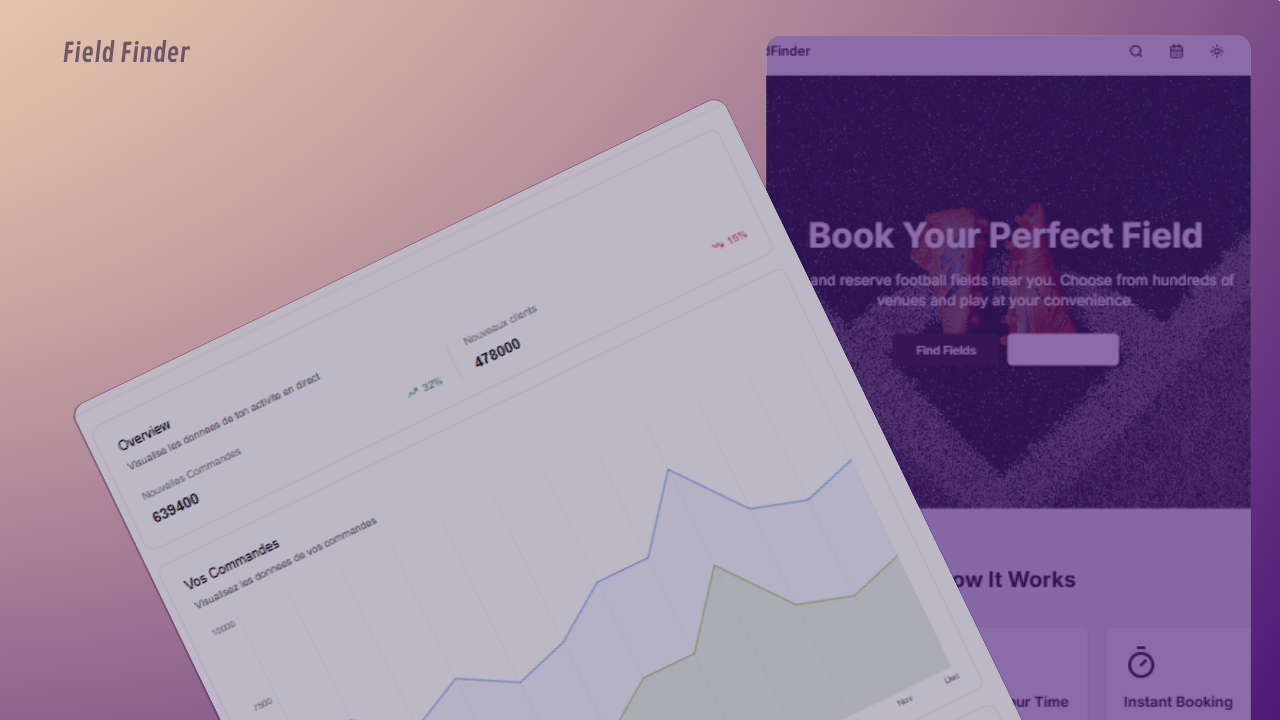 Field Finder
dFinder
Book Your Perfect Field
and reserve football fields near you. Choose from hundreds of
venues and play at your convenience.
Find Fields
ow It Works
ur Time
Instant Booking
Overview
Visualise les donnees de ton activite en direct
Nouvelles Commandes
639400
32%
Nouveaux clients
478000
15%
Vos Commandes
Visualisez les donnees de vos commandes
10000
7500
Nov
Dec